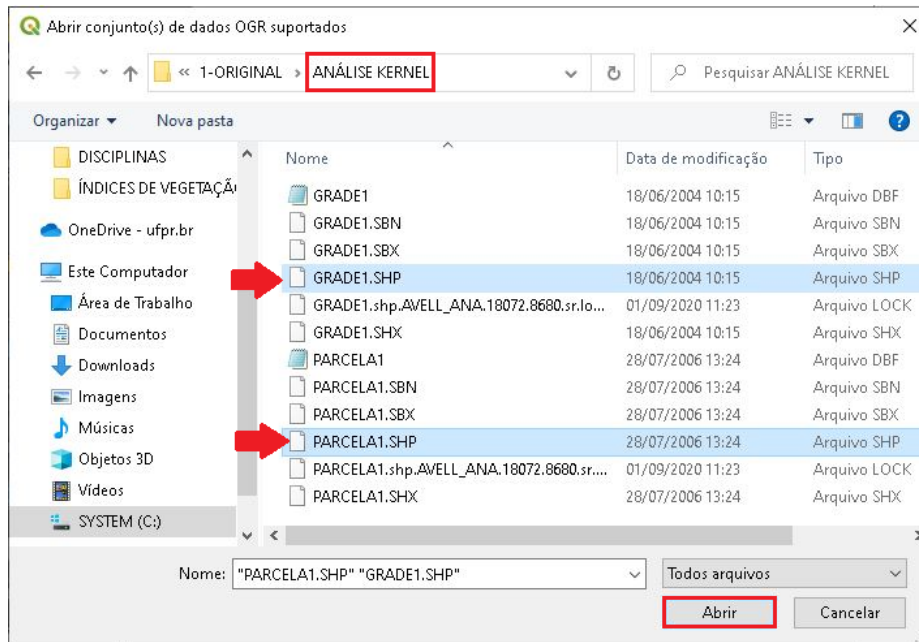 Abrir conjunto(s) de dados OGR suportados
« 1-ORIGINAL › ANÁLISE KERNEL
Pesquisar ANÁLISE KERNEL
Organizar Nova pasta
DISCIPLINAS
ÍNDICES DE VEGETAÇÃ
OneDrive - ufpr.br
Este Computador
Área de Trabalho
Documentos
Downloads
Imagens
Músicas
Objetos 3D
Vídeos
SYSTEM (C:)
Nome Data de modificação Tipo
GRADE1 18/06/2004 10:15 Arquivo DBF
GRADE1.SBN 18/06/2004 10:15 Arquivo SBN
GRADE1.SBX 18/06/2004 10:15 Arquivo SBX
GRADE1.SHP 18/06/2004 10:15 Arquivo SHP
GRADE1.shp.AVELL_ANA.18072.8680.sr.lo... 01/09/2020 11:23 Arquivo LOCK
GRADE1.SHX 18/06/2004 10:15 Arquivo SHX
PARCELA1 28/07/2006 13:24 Arquivo DBF
PARCELA1.SBN 28/07/2006 13:24 Arquivo SBN
PARCELA1.SBX 28/07/2006 13:24 Arquivo SBX
PARCELA1.SHP 28/07/2006 13:24 Arquivo SHP
PARCELA1.shp.AVELL_ANA.18072.8680.sr.... 01/09/2020 11:23 Arquivo LOCK
PARCELA1.SHX 28/07/2006 13:24 Arquivo SHX
Nome: "PARCELA1.SHP" "GRADE1.SHP" Todos arquivos
Abrir Cancelar